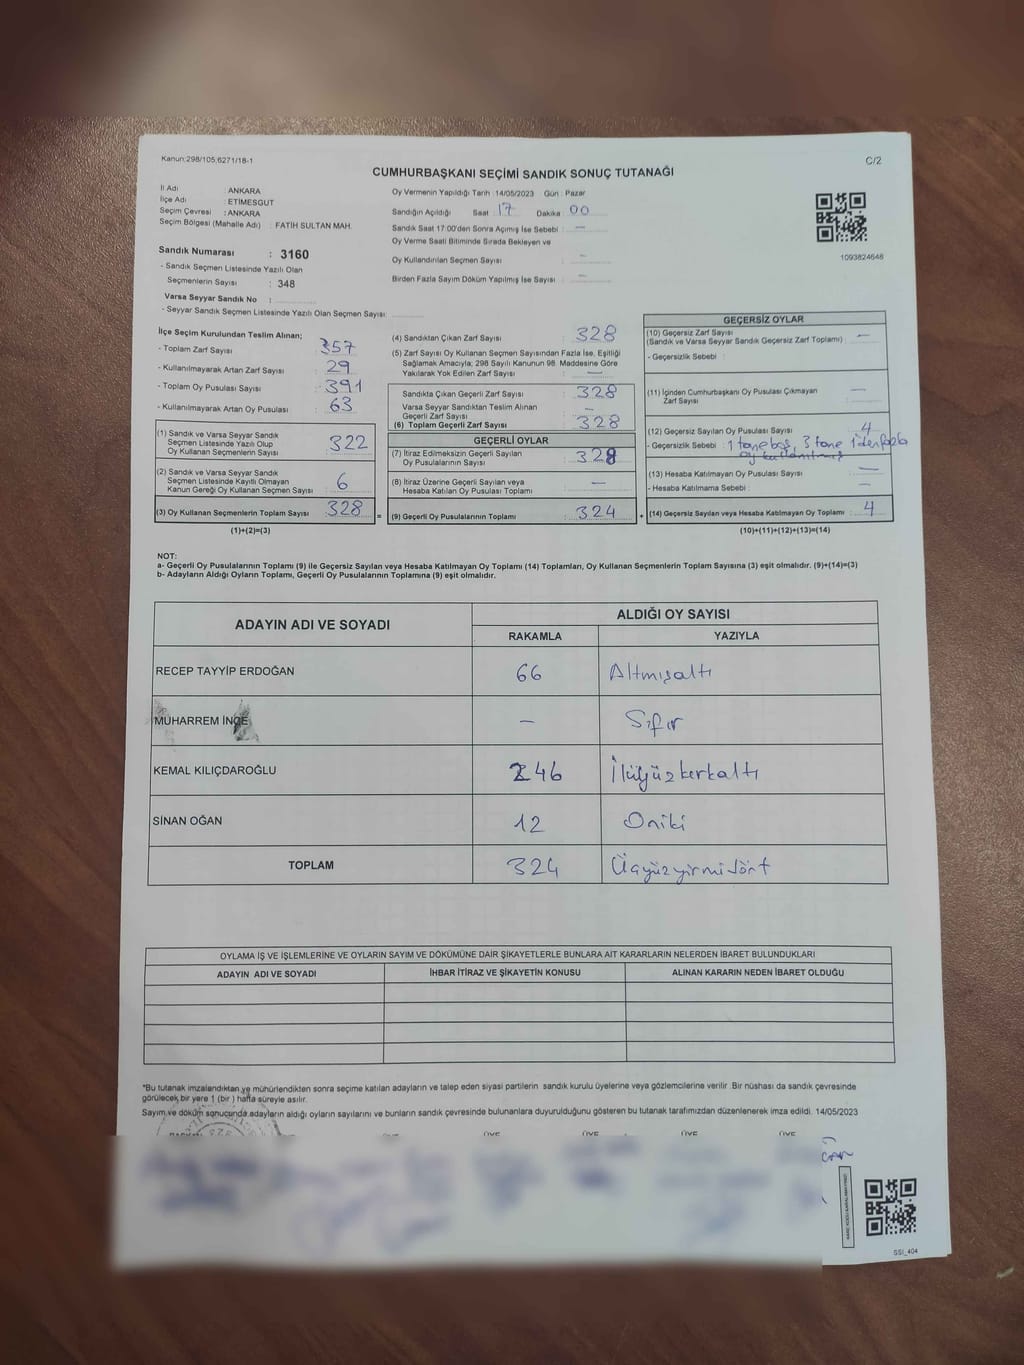 Kanun:298/105,6271/18-1
C/2
CUMHURBAŞKANI SEÇİMİ SANDIK SONUÇ TUTANAĞI
İl Adı : ANKARA
İlçe Adı : ETİMESGUT
Seçim Çevresi : ANKARA
Seçim Bölgesi (Mahalle Adı) : FATİH SULTAN MAH.
Sandık Numarası : 3160
- Sandık Seçmen Listesinde Yazılı Olan
Seçmenlerin Sayısı : 348
Varsa Seyyar Sandık No :
- Seyyar Sandık Seçmen Listesinde Yazılı Olan Seçmen Sayısı:
Oy Vermenin Yapıldığı Tarih :14/05/2023 Gün : Pazar
Sandığın Açıldığı Saat : 17 Dakika : 00
Sandık Saat 17:00'den Sonra Açımış İse Sebebi : —
Oy Verme Saati Bitiminde Sırada Bekleyen ve
Oy Kullandırılan Seçmen Sayısı : —
Birden Fazla Sayım Döküm Yapılmış İse Sayısı : —
1093824646
İlçe Seçim Kurulundan Teslim Alınan;
- Toplam Zarf Sayısı : 357
- Kullanılmayarak Artan Zarf Sayısı : 29
- Toplam Oy Pusulası Sayısı : 391
- Kullanılmayarak Artan Oy Pusulası : 63
(1) Sandık ve Varsa Seyyar Sandık
Seçmen Listesinde Yazılı Olup
Oy Kullanan Seçmen Sayısı : 322
(2) Sandık ve Varsa Seyyar Sandık
Seçmen Listesinde Kayıtlı Olmayan
Kanun Gereği Oy Kullanan Seçmen Sayısı : 6
(3) Oy Kullanan Seçmenlerin Toplam Sayısı : 328
(1)+(2)=(3)
(4) Sandıktan Çıkan Zarf Sayısı : 328
(5) Zarf Sayısı Oy Kullanan Seçmen Sayısından Fazla İse, Eşitliği
Sağlamak Amacıyla; 298 Sayılı Kanunun 98. Maddesine Göre
Yakılarak Yok Edilen Zarf Sayısı : —
Sandıkta Çıkan Geçerli Zarf Sayısı : 328
Varsa Seyyar Sandıktan Teslim Alınan
Geçerli Zarf Sayısı : —
(6) Toplam Geçerli Zarf Sayısı : 328
GEÇERLİ OYLAR
(7) İtiraz Edilmeksizin Geçerli Sayılan
Oy Pusulalarının Sayısı : 328
(8) İtiraz Üzerine Geçerli Sayılan veya
Hesaba Katılan Oy Pusulası Toplamı : —
= (9) Geçerli Oy Pusulalarının Toplamı : 324
GEÇERSİZ OYLAR
(10) Geçersiz Zarf Sayısı
(Sandık ve Varsa Seyyar Sandık Geçersiz Zarf Toplamı) : —
- Geçersizlik Sebebi :
(11) İçinden Cumhurbaşkanı Oy Pusulası Çıkmayan
Zarf Sayısı : —
(12) Geçersiz Sayılan Oy Pusulası Sayısı : 4
- Geçersizlik Sebebi : 1 tane boş, 3 tane 1'den fazla
oy kullanılmış
(13) Hesaba Katılmayan Oy Pusulası Sayısı : —
- Hesaba Katılmama Sebebi : —
+ (14) Geçersiz Sayılan veya Hesaba Katılmayan Oy Toplamı : 4
(10)+(11)+(12)+(13)=(14)
NOT:
a- Geçerli Oy Pusulalarının Toplamı (9) ile Geçersiz Sayılan veya Hesaba Katılmayan Oy Toplamı (14) Toplamları, Oy Kullanan Seçmenlerin Toplam Sayısına (3) eşit olmalıdır. (9)+(14)=(3)
b- Adayların Aldığı Oyların Toplamı, Geçerli Oy Pusulalarının Toplamına (9) eşit olmalıdır.
ADAYIN ADI VE SOYADI ALDIĞI OY SAYISI
RAKAMLA YAZIYLA
RECEP TAYYİP ERDOĞAN 66 Altmışaltı
MUHARREM İNCE — Sıfır
KEMAL KILIÇDAROĞLU 246 İkiyüzkırkaltı
SİNAN OĞAN 12 Oniki
TOPLAM 324 Üçyüzyirmidört
OYLAMA İŞ VE İŞLEMLERİNE VE OYLARIN SAYIM VE DÖKÜMÜNE DAİR ŞİKAYETLERLE BUNLARA AİT KARARLARIN NELERDEN İBARET BULUNDUKLARI
ADAYIN ADI VE SOYADI İHBAR İTİRAZ VE ŞİKAYETİN KONUSU ALINAN KARARIN NEDEN İBARET OLDUĞU
*Bu tutanak imzalandıktan ve mühürlendikten sonra seçime katılan adayların ve talep eden siyasi partilerin sandık kurulu üyelerine veya gözlemcilerine verilir. Bir nüshası da sandık çevresinde
görülecek bir yere 1 (bir ) hafta süreyle asılır.
Sayım ve döküm sonucunda adayların aldığı oyların sayılarını ve bunların sandık çevresinde bulunanlara duyurulduğunu gösteren bu tutanak tarafımızdan düzenlenerek imza edildi. 14/05/2023
ÜYE ÜYE ÜYE ÜYE ÜYE
SSI_404